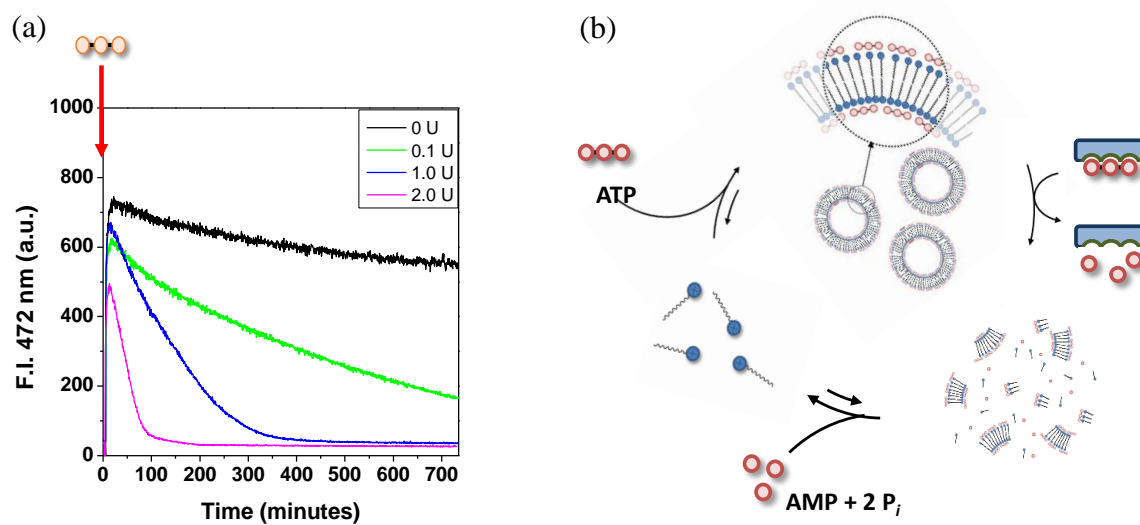 (a)
F.I. 472 nm (a.u.)
1000
800
600
400
200
0
0 100 200 300 400 500 600 700
Time (minutes)
0 U
0.1 U
1.0 U
2.0 U
(b)
ATP
AMP + 2 Pi